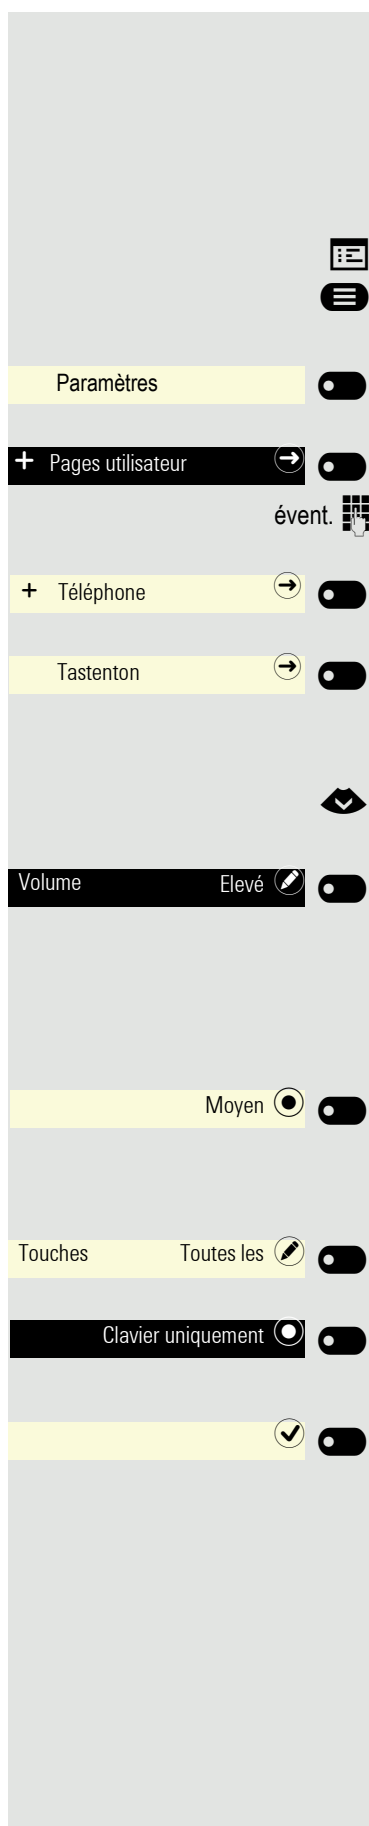 Paramètres
+ Pages utilisateur
évent.
+ Téléphone
Tastenton
Volume Elevé
Moyen
Touches Toutes les
Clavier uniquement